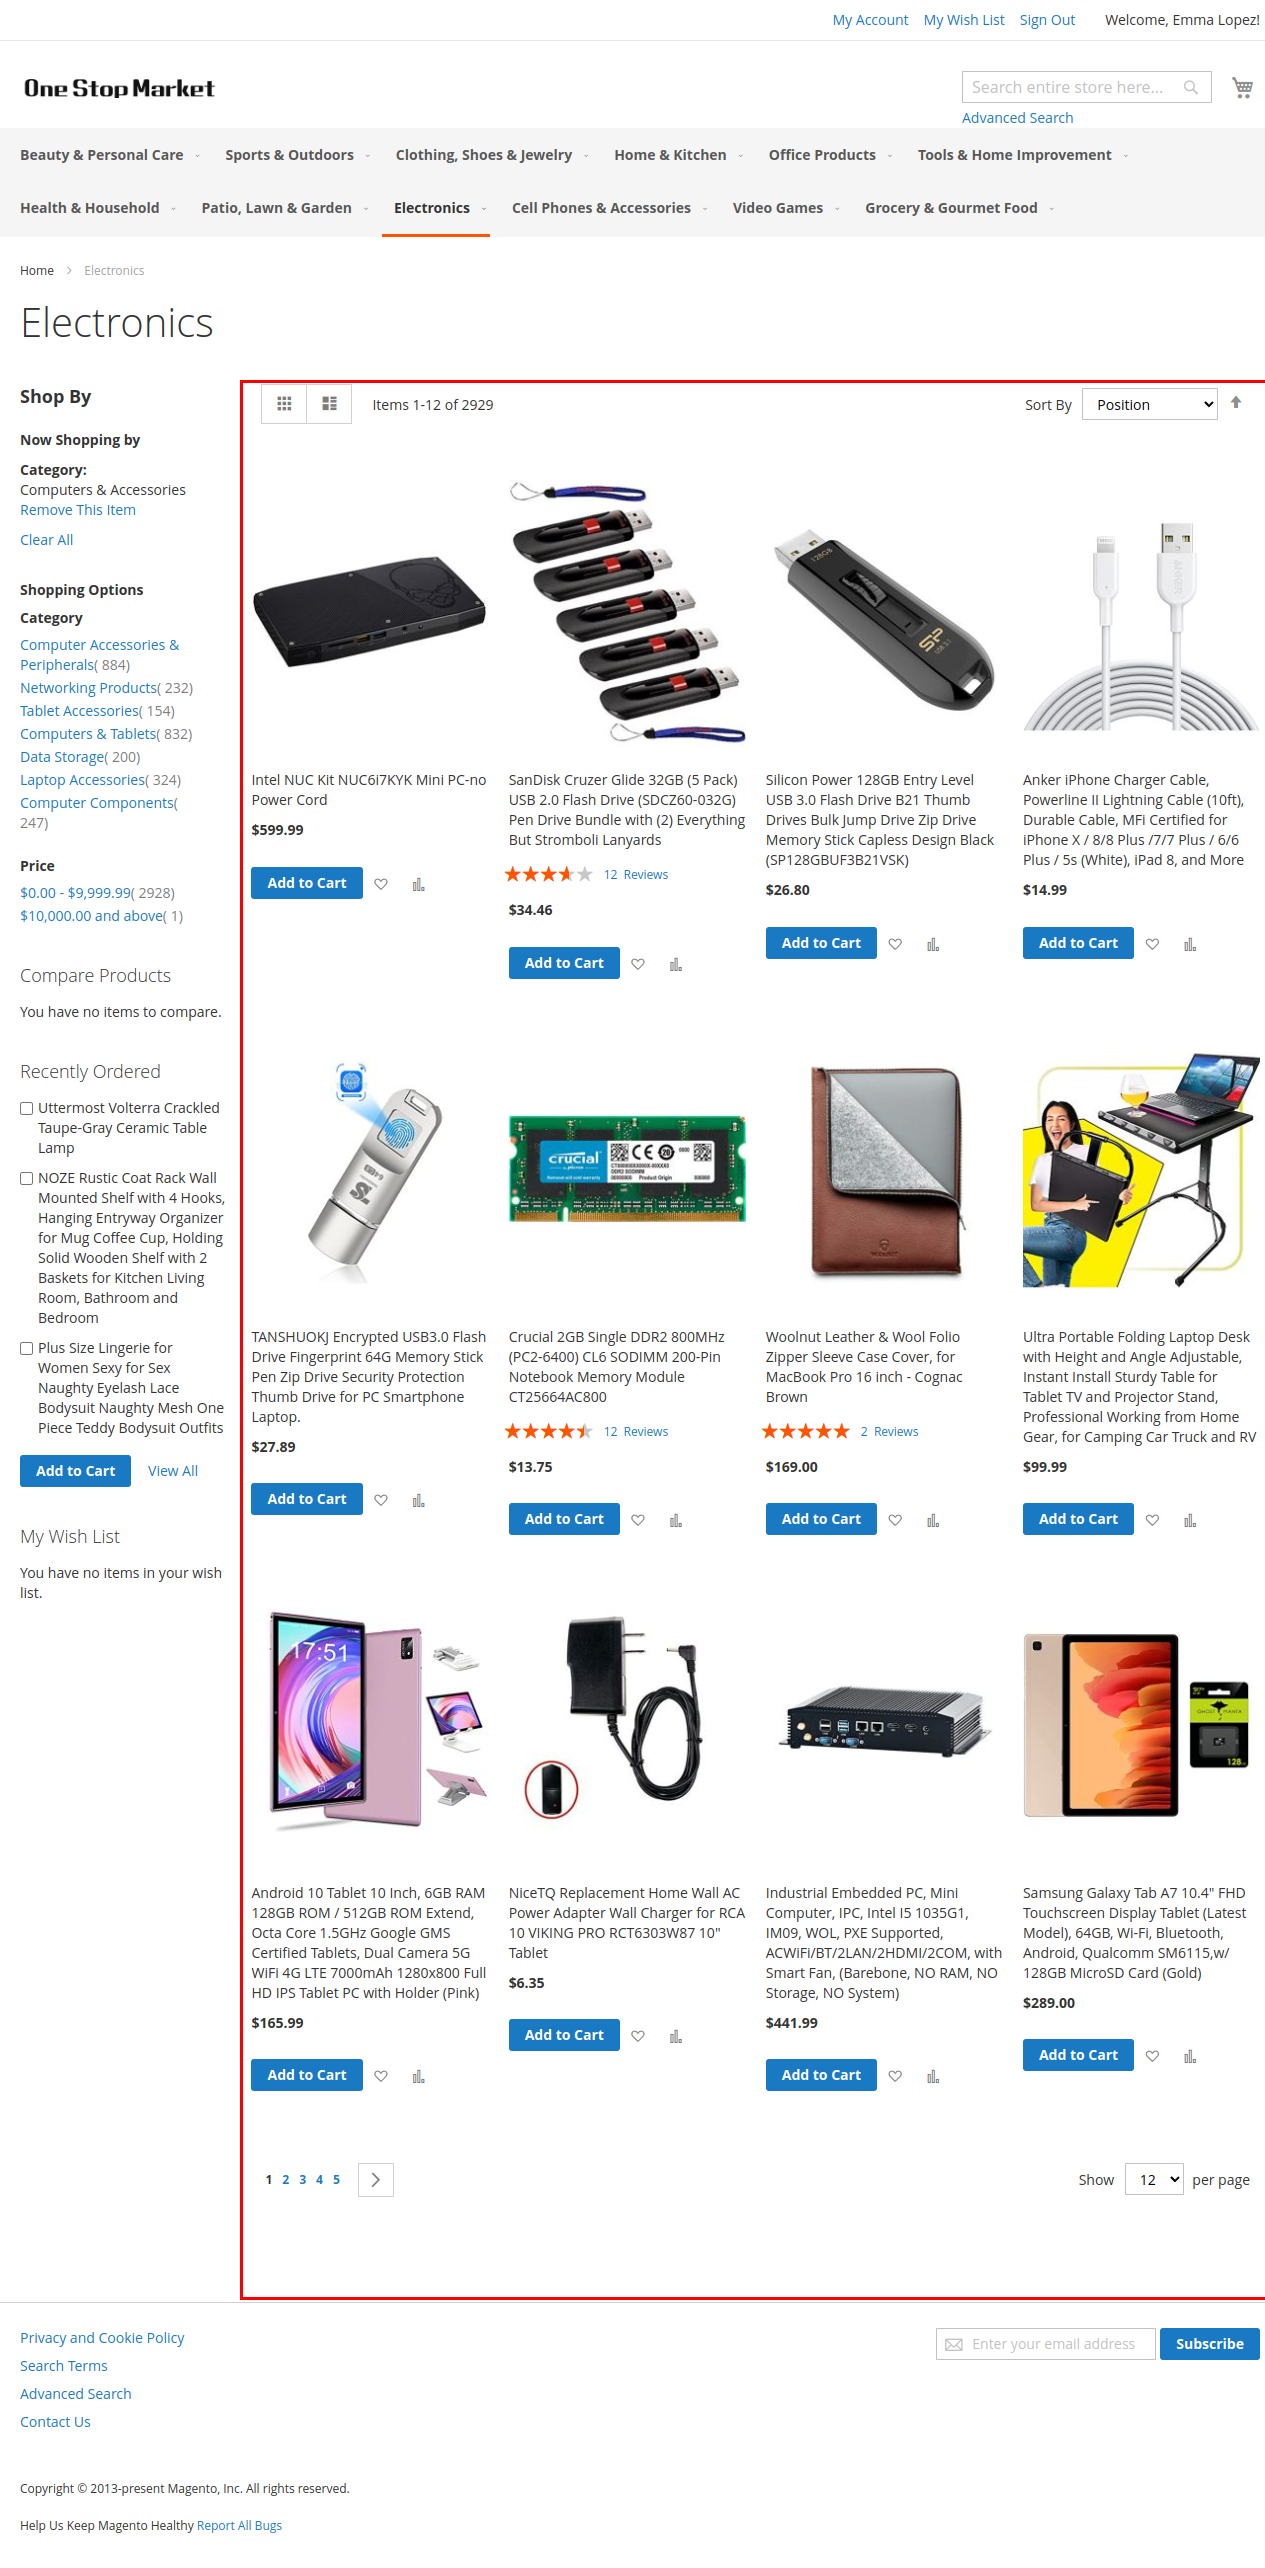 My Account My Wish List Sign Out Welcome, Emma Lopez!
One Stop Market
Search entire store here...
Advanced Search
Beauty & Personal Care Sports & Outdoors Clothing, Shoes & Jewelry Home & Kitchen Office Products Tools & Home Improvement
Health & Household Patio, Lawn & Garden Electronics Cell Phones & Accessories Video Games Grocery & Gourmet Food
Home Electronics
Electronics
Shop By
Now Shopping by
Category:
Computers & Accessories
Remove This Item
Clear All
Shopping Options
Category
Computer Accessories &
Peripherals( 884)
Networking Products( 232)
Tablet Accessories( 154)
Computers & Tablets( 832)
Data Storage( 200)
Laptop Accessories( 324)
Computer Components(
247)
Price
$0.00 - $9,999.99( 2928)
$10,000.00 and above( 1)
Compare Products
You have no items to compare.
Recently Ordered
Uttermost Volterra Crackled
Taupe-Gray Ceramic Table
Lamp
NOZE Rustic Coat Rack Wall
Mounted Shelf with 4 Hooks,
Hanging Entryway Organizer
for Mug Coffee Cup, Holding
Solid Wooden Shelf with 2
Baskets for Kitchen Living
Room, Bathroom and
Bedroom
Plus Size Lingerie for
Women Sexy for Sex
Naughty Eyelash Lace
Bodysuit Naughty Mesh One
Piece Teddy Bodysuit Outfits
Add to Cart View All
My Wish List
You have no items in your wish
list.
Items 1-12 of 2929
Sort By Position
128GB
SP
ANKER
Intel NUC Kit NUC6i7KYK Mini PC-no
Power Cord
$599.99
Add to Cart
SanDisk Cruzer Glide 32GB (5 Pack)
USB 2.0 Flash Drive (SDCZ60-032G)
Pen Drive Bundle with (2) Everything
But Stromboli Lanyards
12 Reviews
$34.46
Add to Cart
Silicon Power 128GB Entry Level
USB 3.0 Flash Drive B21 Thumb
Drives Bulk Jump Drive Zip Drive
Memory Stick Capless Design Black
(SP128GBUF3B21VSK)
$26.80
Add to Cart
Anker iPhone Charger Cable,
Powerline II Lightning Cable (10ft),
Durable Cable, MFi Certified for
iPhone X / 8/8 Plus /7/7 Plus / 6/6
Plus / 5s (White), iPad 8, and More
$14.99
Add to Cart
64GB
crucial
TANSHUOKJ Encrypted USB3.0 Flash
Drive Fingerprint 64G Memory Stick
Pen Zip Drive Security Protection
Thumb Drive for PC Smartphone
Laptop.
$27.89
Add to Cart
Crucial 2GB Single DDR2 800MHz
(PC2-6400) CL6 SODIMM 200-Pin
Notebook Memory Module
CT25664AC800
12 Reviews
$13.75
Add to Cart
Woolnut Leather & Wool Folio
Zipper Sleeve Case Cover, for
MacBook Pro 16 inch - Cognac
Brown
2 Reviews
$169.00
Add to Cart
Ultra Portable Folding Laptop Desk
with Height and Angle Adjustable,
Instant Install Sturdy Table for
Tablet TV and Projector Stand,
Professional Working from Home
Gear, for Camping Car Truck and RV
$99.99
Add to Cart
17:51
GHOST MANTA
128
Android 10 Tablet 10 Inch, 6GB RAM
128GB ROM / 512GB ROM Extend,
Octa Core 1.5GHz Google GMS
Certified Tablets, Dual Camera 5G
WiFi 4G LTE 7000mAh 1280x800 Full
HD IPS Tablet PC with Holder (Pink)
$165.99
Add to Cart
NiceTQ Replacement Home Wall AC
Power Adapter Wall Charger for RCA
10 VIKING PRO RCT6303W87 10"
Tablet
$6.35
Add to Cart
Industrial Embedded PC, Mini
Computer, IPC, Intel I5 1035G1,
IM09, WOL, PXE Supported,
ACWiFi/BT/2LAN/2HDMI/2COM, with
Smart Fan, (Barebone, NO RAM, NO
Storage, NO System)
$441.99
Add to Cart
Samsung Galaxy Tab A7 10.4" FHD
Touchscreen Display Tablet (Latest
Model), 64GB, Wi-Fi, Bluetooth,
Android, Qualcomm SM6115,w/
128GB MicroSD Card (Gold)
$289.00
Add to Cart
1 2 3 4 5
Show 12 per page
Privacy and Cookie Policy
Search Terms
Advanced Search
Contact Us
Enter your email address Subscribe
Copyright © 2013-present Magento, Inc. All rights reserved.
Help Us Keep Magento Healthy Report All Bugs